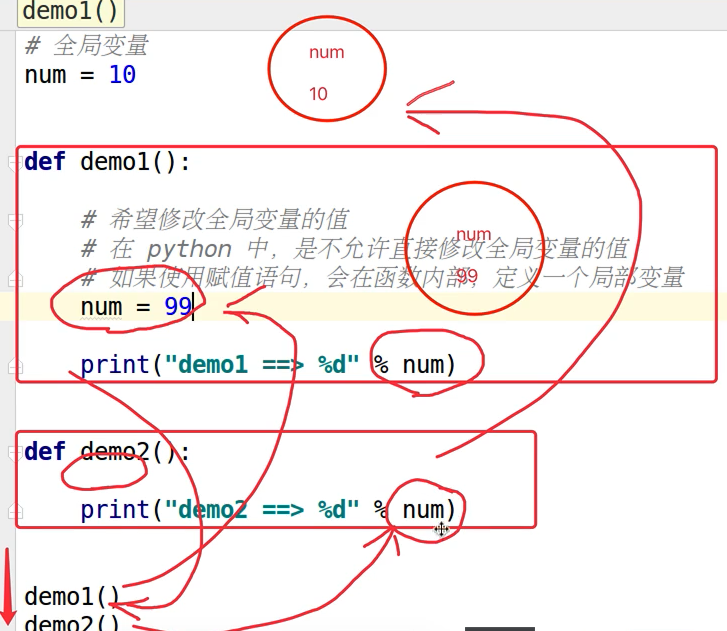 demo1()
# 全局变量
num
num = 10
10
def demo1():
# 希望修改全局变量的值
num
# 在 python 中，是不允许直接修改全局变量的值
99
# 如果使用赋值语句，会在函数内部，定义一个局部变量
num = 99
print("demo1 ==> %d" % num)
def demo2():
print("demo2 ==> %d" % num)
demo1()
demo2()